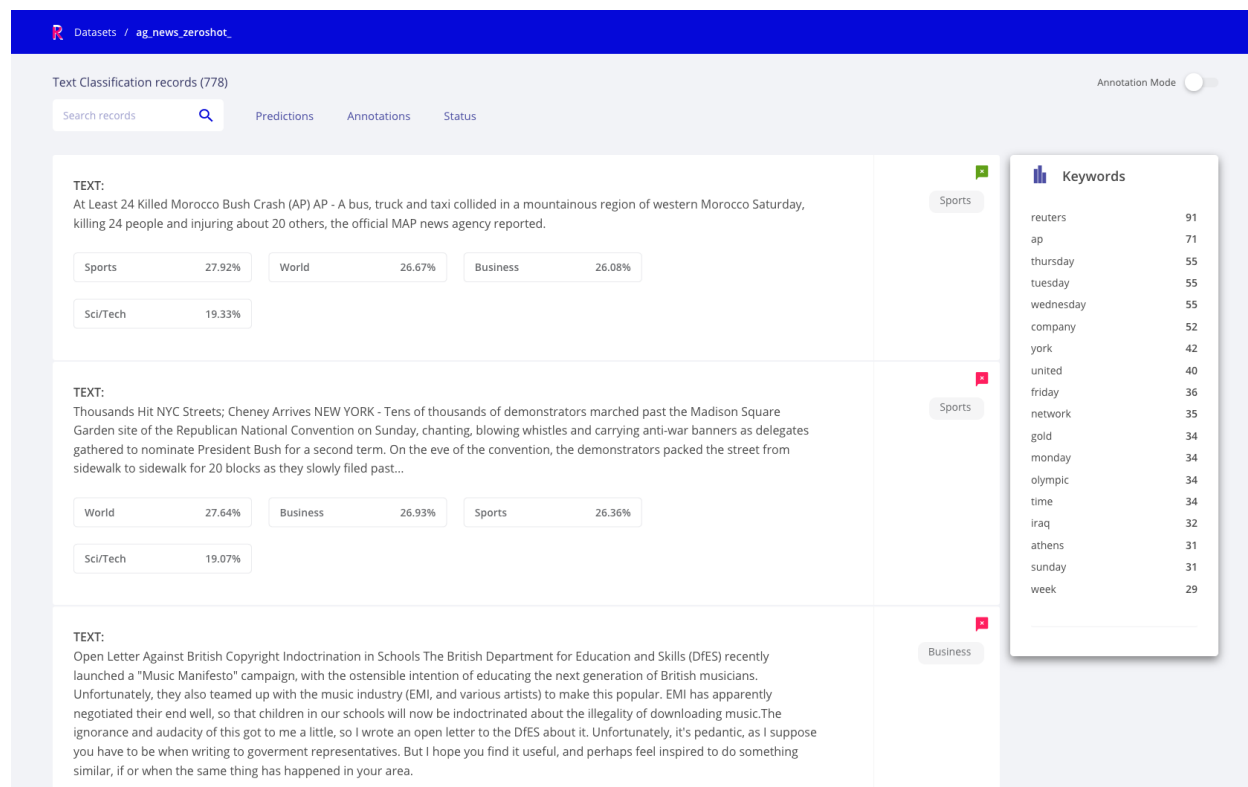 R Datasets / ag_news_zeroshot_
Text Classification records (778)
Annotation Mode
Search records
Predictions
Annotations
Status
TEXT:
At Least 24 Killed Morocco Bush Crash (AP) AP - A bus, truck and taxi collided in a mountainous region of western Morocco Saturday,
killing 24 people and injuring about 20 others, the official MAP news agency reported.
Sports 27.92% World 26.67% Business 26.08%
Sci/Tech 19.33%
Sports
TEXT:
Thousands Hit NYC Streets; Cheney Arrives NEW YORK - Tens of thousands of demonstrators marched past the Madison Square
Garden site of the Republican National Convention on Sunday, chanting, blowing whistles and carrying anti-war banners as delegates
gathered to nominate President Bush for a second term. On the eve of the convention, the demonstrators packed the street from
sidewalk to sidewalk for 20 blocks as they slowly filed past...
World 27.64% Business 26.93% Sports 26.36%
Sci/Tech 19.07%
Sports
TEXT:
Open Letter Against British Copyright Indoctrination in Schools The British Department for Education and Skills (DfES) recently
launched a "Music Manifesto" campaign, with the ostensible intention of educating the next generation of British musicians.
Unfortunately, they also teamed up with the music industry (EMI, and various artists) to make this popular. EMI has apparently
negotiated their end well, so that children in our schools will now be indoctrinated about the illegality of downloading music.The
ignorance and audacity of this got to me a little, so I wrote an open letter to the DfES about it. Unfortunately, it's pedantic, as I suppose
you have to be when writing to goverment representatives. But I hope you find it useful, and perhaps feel inspired to do something
similar, if or when the same thing has happened in your area.
Business
Keywords
reuters 91
ap 71
thursday 55
tuesday 55
wednesday 55
company 52
york 42
united 40
friday 36
network 35
gold 34
monday 34
olympic 34
time 34
iraq 32
athens 31
sunday 31
week 29